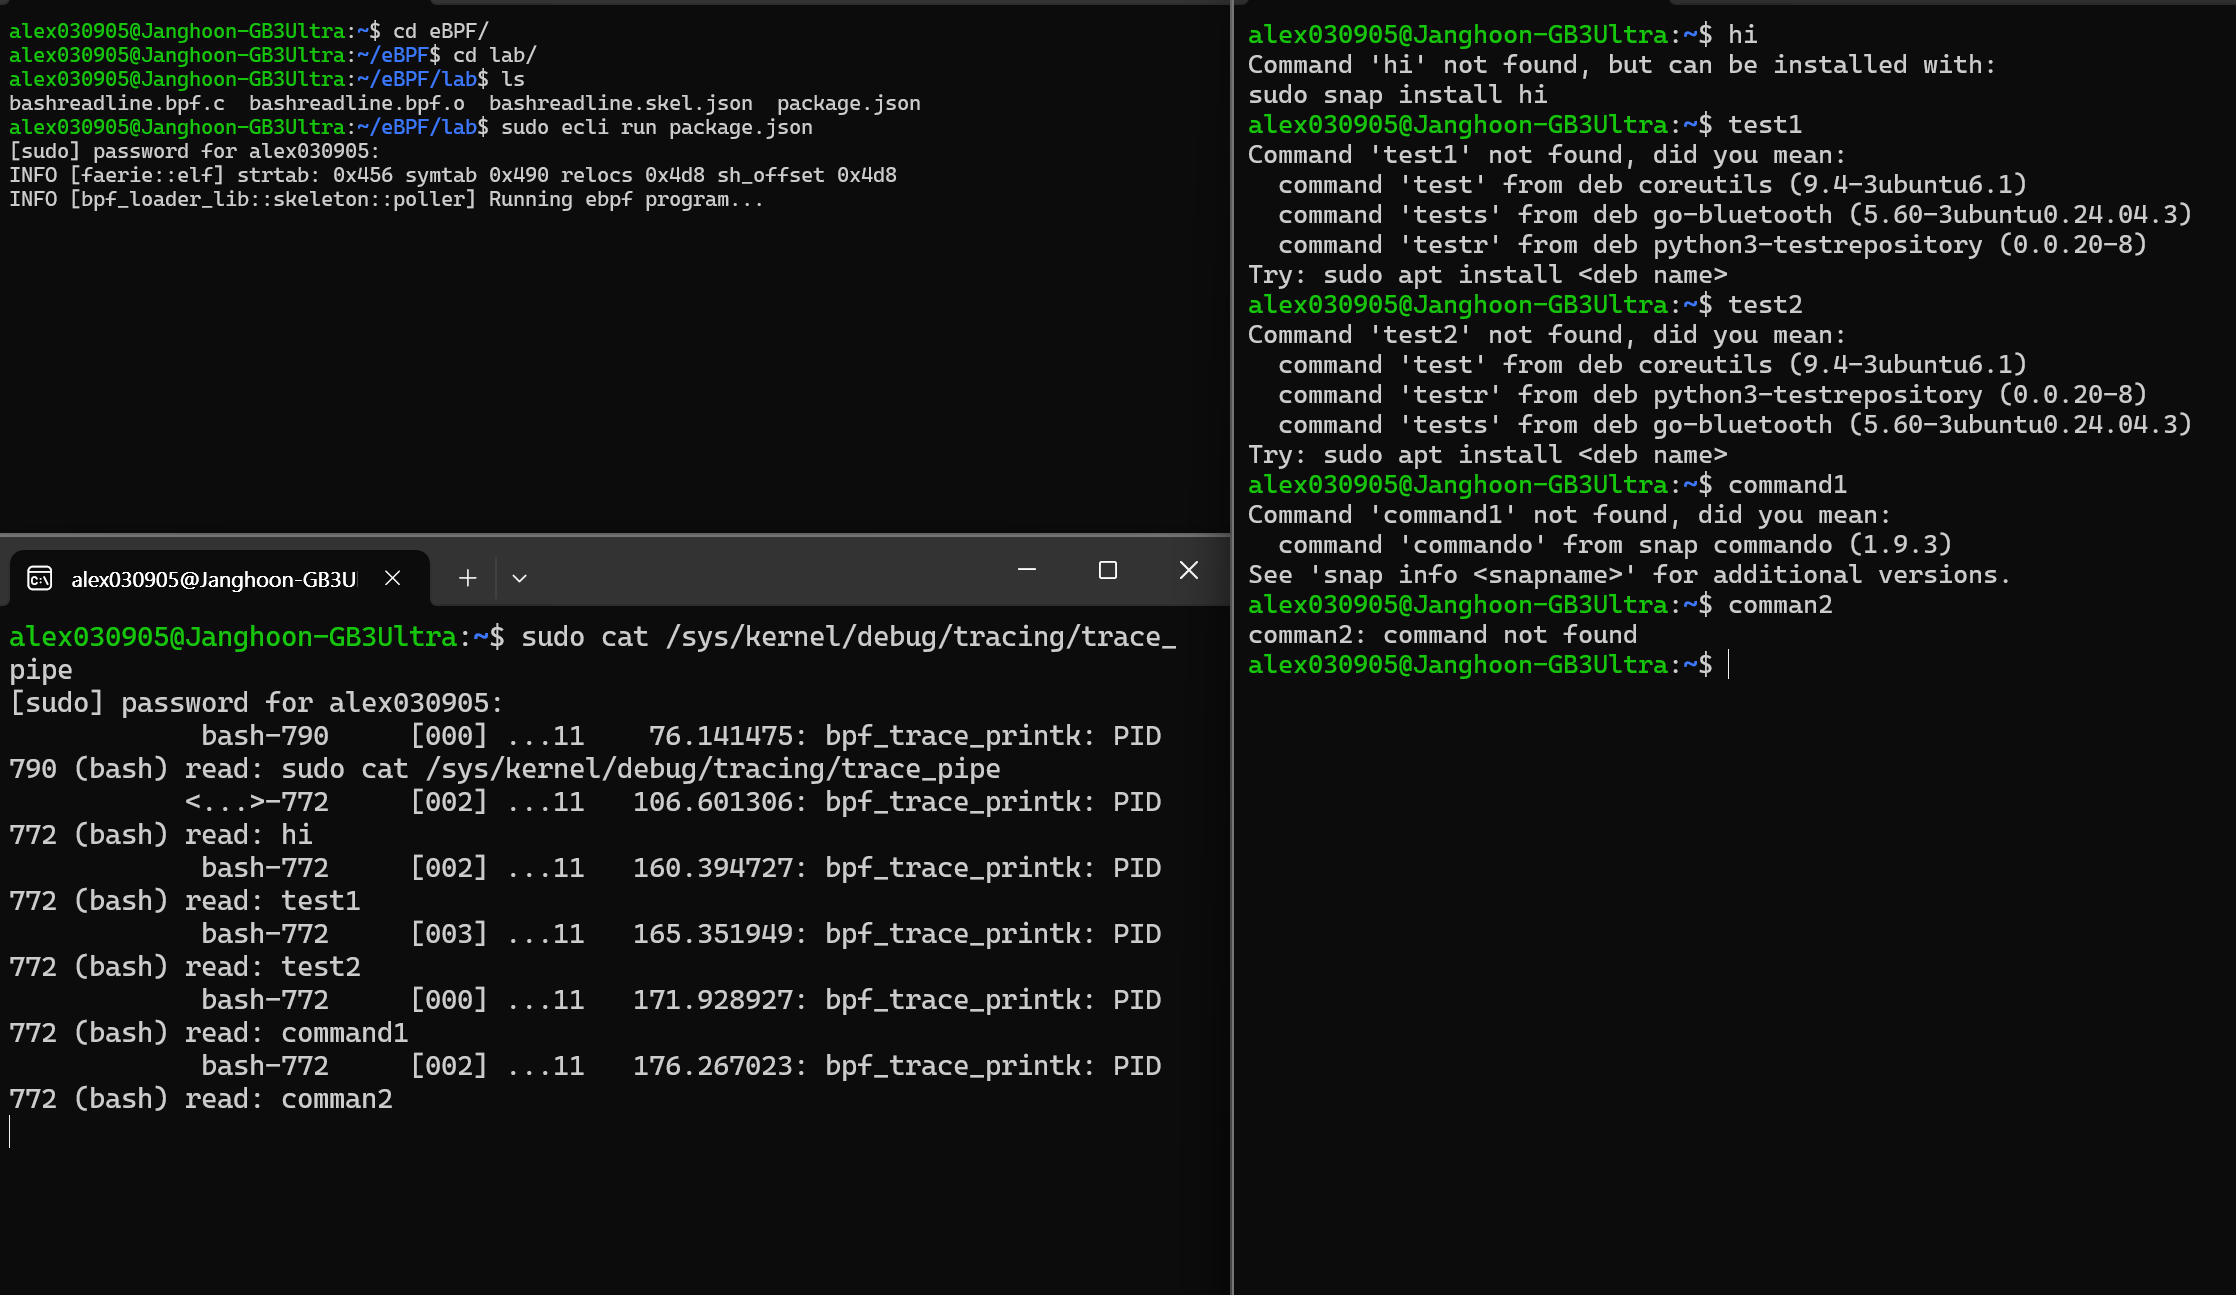 alex030905@Janghoon-GB3Ultra:~$ cd eBPF/
alex030905@Janghoon-GB3Ultra:~/eBPF$ cd lab/
alex030905@Janghoon-GB3Ultra:~/eBPF/lab$ ls
bashreadline.bpf.c  bashreadline.bpf.o  bashreadline.skel.json  package.json
alex030905@Janghoon-GB3Ultra:~/eBPF/lab$ sudo ecli run package.json
[sudo] password for alex030905:
INFO [faerie::elf] strtab: 0x456 symtab 0x490 relocs 0x4d8 sh_offset 0x4d8
INFO [bpf_loader_lib::skeleton::poller] Running ebpf program...
alex030905@Janghoon-GB3U
alex030905@Janghoon-GB3Ultra:~$ sudo cat /sys/kernel/debug/tracing/trace_
pipe
[sudo] password for alex030905:
            bash-790     [000] ...11    76.141475: bpf_trace_printk: PID
790 (bash) read: sudo cat /sys/kernel/debug/tracing/trace_pipe
           <...>-772     [002] ...11   106.601306: bpf_trace_printk: PID
772 (bash) read: hi
            bash-772     [002] ...11   160.394727: bpf_trace_printk: PID
772 (bash) read: test1
            bash-772     [003] ...11   165.351949: bpf_trace_printk: PID
772 (bash) read: test2
            bash-772     [000] ...11   171.928927: bpf_trace_printk: PID
772 (bash) read: command1
            bash-772     [002] ...11   176.267023: bpf_trace_printk: PID
772 (bash) read: comman2
alex030905@Janghoon-GB3Ultra:~$ hi
Command 'hi' not found, but can be installed with:
sudo snap install hi
alex030905@Janghoon-GB3Ultra:~$ test1
Command 'test1' not found, did you mean:
  command 'test' from deb coreutils (9.4-3ubuntu6.1)
  command 'tests' from deb go-bluetooth (5.60-3ubuntu0.24.04.3)
  command 'testr' from deb python3-testrepository (0.0.20-8)
Try: sudo apt install <deb name>
alex030905@Janghoon-GB3Ultra:~$ test2
Command 'test2' not found, did you mean:
  command 'test' from deb coreutils (9.4-3ubuntu6.1)
  command 'testr' from deb python3-testrepository (0.0.20-8)
  command 'tests' from deb go-bluetooth (5.60-3ubuntu0.24.04.3)
Try: sudo apt install <deb name>
alex030905@Janghoon-GB3Ultra:~$ command1
Command 'command1' not found, did you mean:
  command 'commando' from snap commando (1.9.3)
See 'snap info <snapname>' for additional versions.
alex030905@Janghoon-GB3Ultra:~$ comman2
comman2: command not found
alex030905@Janghoon-GB3Ultra:~$